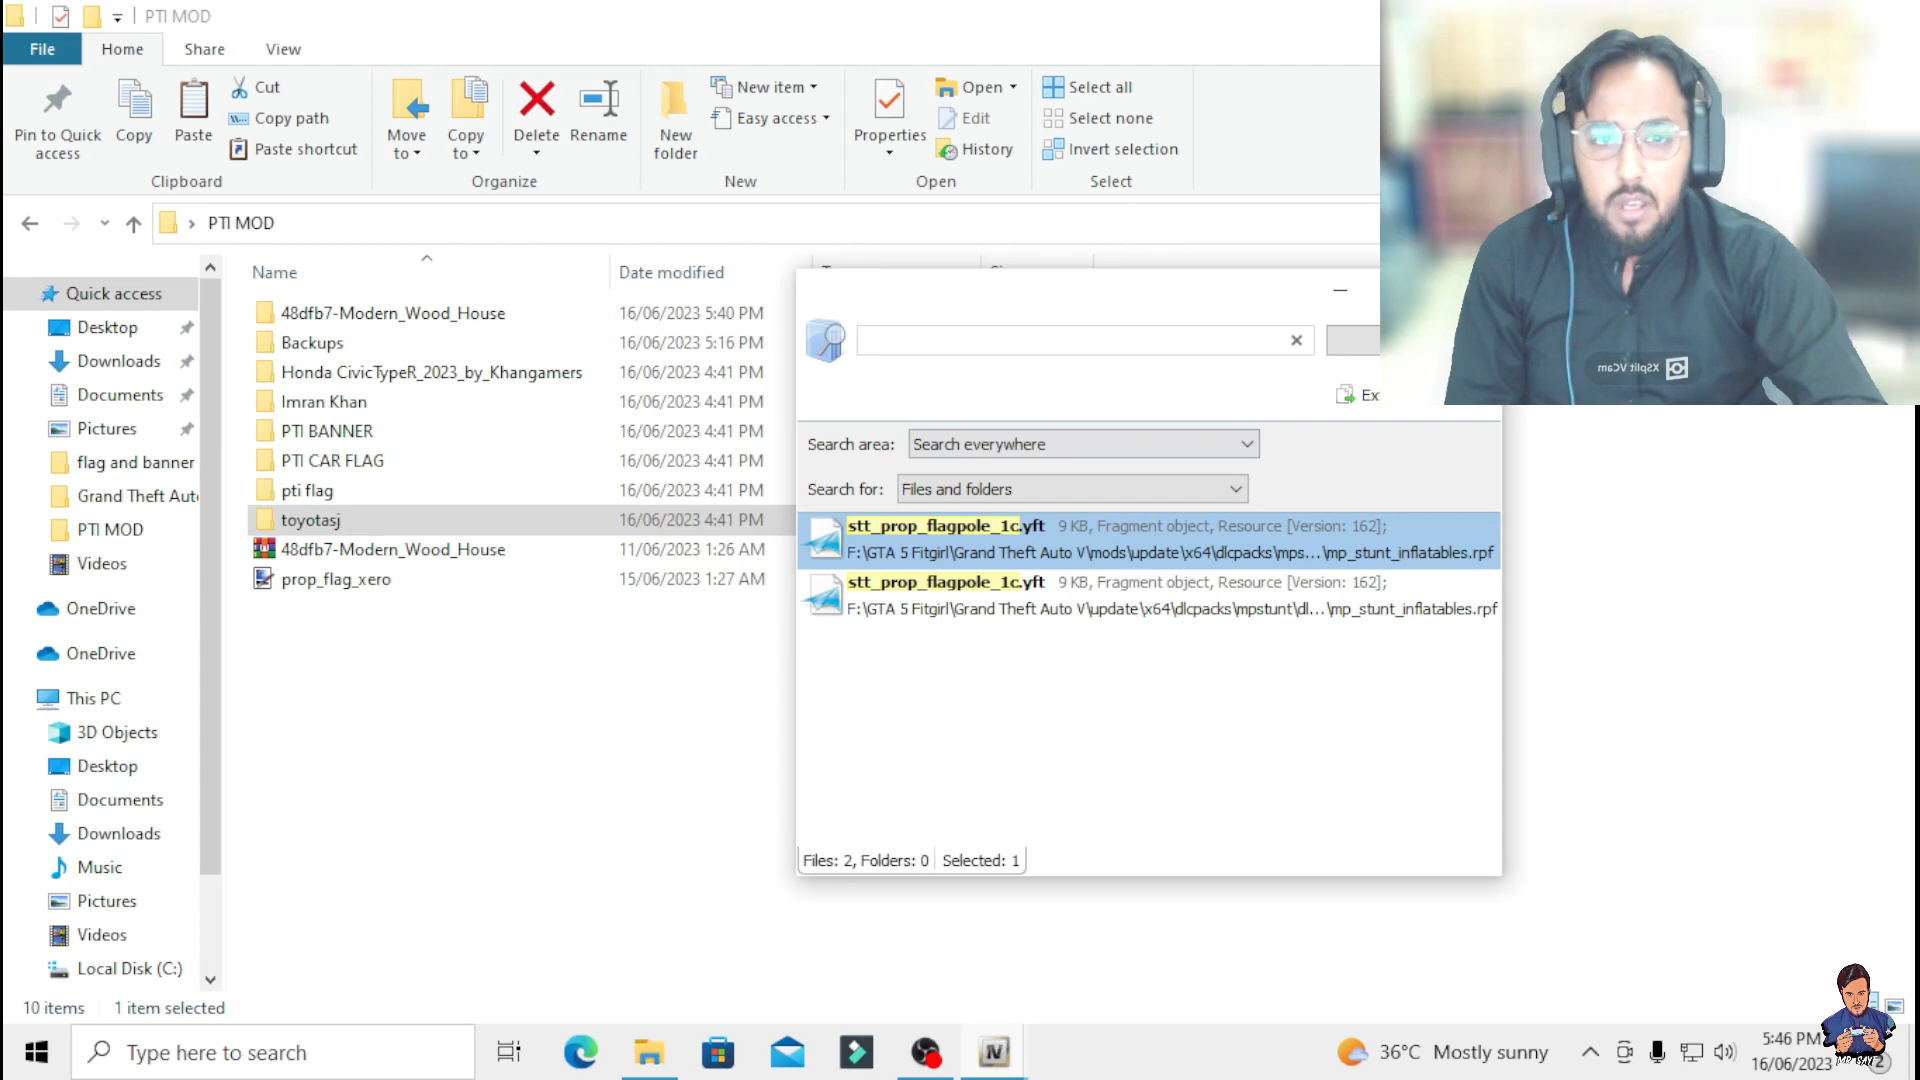 PTI MOD
File Home Share View
Pin to Quick access
Copy
Paste
Cut
Copy path
Paste shortcut
Clipboard
Move to
Copy to
Delete
Rename
Organize
New folder
New item
Easy access
New
Properties
Open
Edit
History
Open
Select all
Select none
Invert selection
Select
PTI MOD
Name Date modified
48dfb7-Modern_Wood_House 16/06/2023 5:40 PM
Backups 16/06/2023 5:16 PM
Honda CivicTypeR_2023_by_Khangamers 16/06/2023 4:41 PM
Imran Khan 16/06/2023 4:41 PM
PTI BANNER 16/06/2023 4:41 PM
PTI CAR FLAG 16/06/2023 4:41 PM
pti flag 16/06/2023 4:41 PM
toyotasj 16/06/2023 4:41 PM
48dfb7-Modern_Wood_House 11/06/2023 1:26 AM
prop_flag_xero 15/06/2023 1:27 AM
Quick access
Desktop
Downloads
Documents
Pictures
flag and banner
Grand Theft Aut
PTI MOD
Videos
OneDrive
OneDrive
This PC
3D Objects
Desktop
Documents
Downloads
Music
Pictures
Videos
Local Disk (C:)
10 items 1 item selected
Ex
Search area: Search everywhere
Search for: Files and folders
stt_prop_flagpole_1c.yft 9 KB, Fragment object, Resource [Version: 162];
F:\GTA 5 Fitgirl\Grand Theft Auto V\mods\update\x64\dlcpacks\mps...\mp_stunt_inflatables.rpf
stt_prop_flagpole_1c.yft 9 KB, Fragment object, Resource [Version: 162];
F:\GTA 5 Fitgirl\Grand Theft Auto V\update\x64\dlcpacks\mpstunt\dl...\mp_stunt_inflatables.rpf
Files: 2, Folders: 0 Selected: 1
XSplit VCam
Type here to search
IV
36°C Mostly sunny
5:46 PM
16/06/2023
2